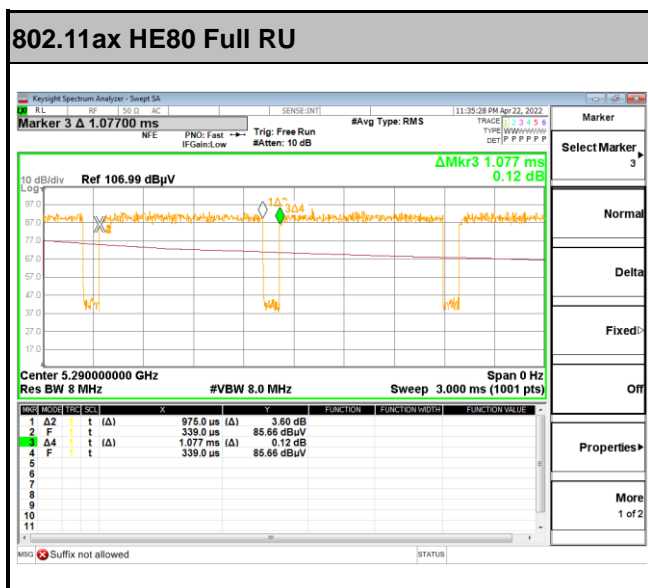 802.11ax HE80 Full RU
Keysight Spectrum Analyzer - Swept SA
RL RF 50 Ω AC SENSE:INT 11:35:28 PM Apr 22, 2022
Marker 3 Δ 1.07700 ms
NFE PNO: Fast IFGain:Low
Trig: Free Run
#Atten: 10 dB
#Avg Type: RMS
TRACE 1 2 3 4 5 6
TYPE
DET P P P P P P
ΔMkr3 1.077 ms
0.12 dB
10 dB/div Ref 106.99 dBµV
Log
97.0
87.0
77.0
67.0
57.0
47.0
37.0
27.0
17.0
3Δ4
Center 5.290000000 GHz Span 0 Hz
Res BW 8 MHz #VBW 8.0 MHz Sweep 3.000 ms (1001 pts)
MKR MODE TRC SCL X Y FUNCTION FUNCTION WIDTH FUNCTION VALUE
1 Δ2 1 t (Δ) 975.0 µs (Δ) 3.60 dB
2 F 1 t 339.0 µs 85.66 dBµV
3 Δ4 1 t (Δ) 1.077 ms (Δ) 0.12 dB
4 F 1 t 339.0 µs 85.66 dBµV
5
6
7
8
9
10
11
MSG Suffix not allowed STATUS
Marker
Select Marker
3
Normal
Delta
Fixed
Off
Properties
More
1 of 2